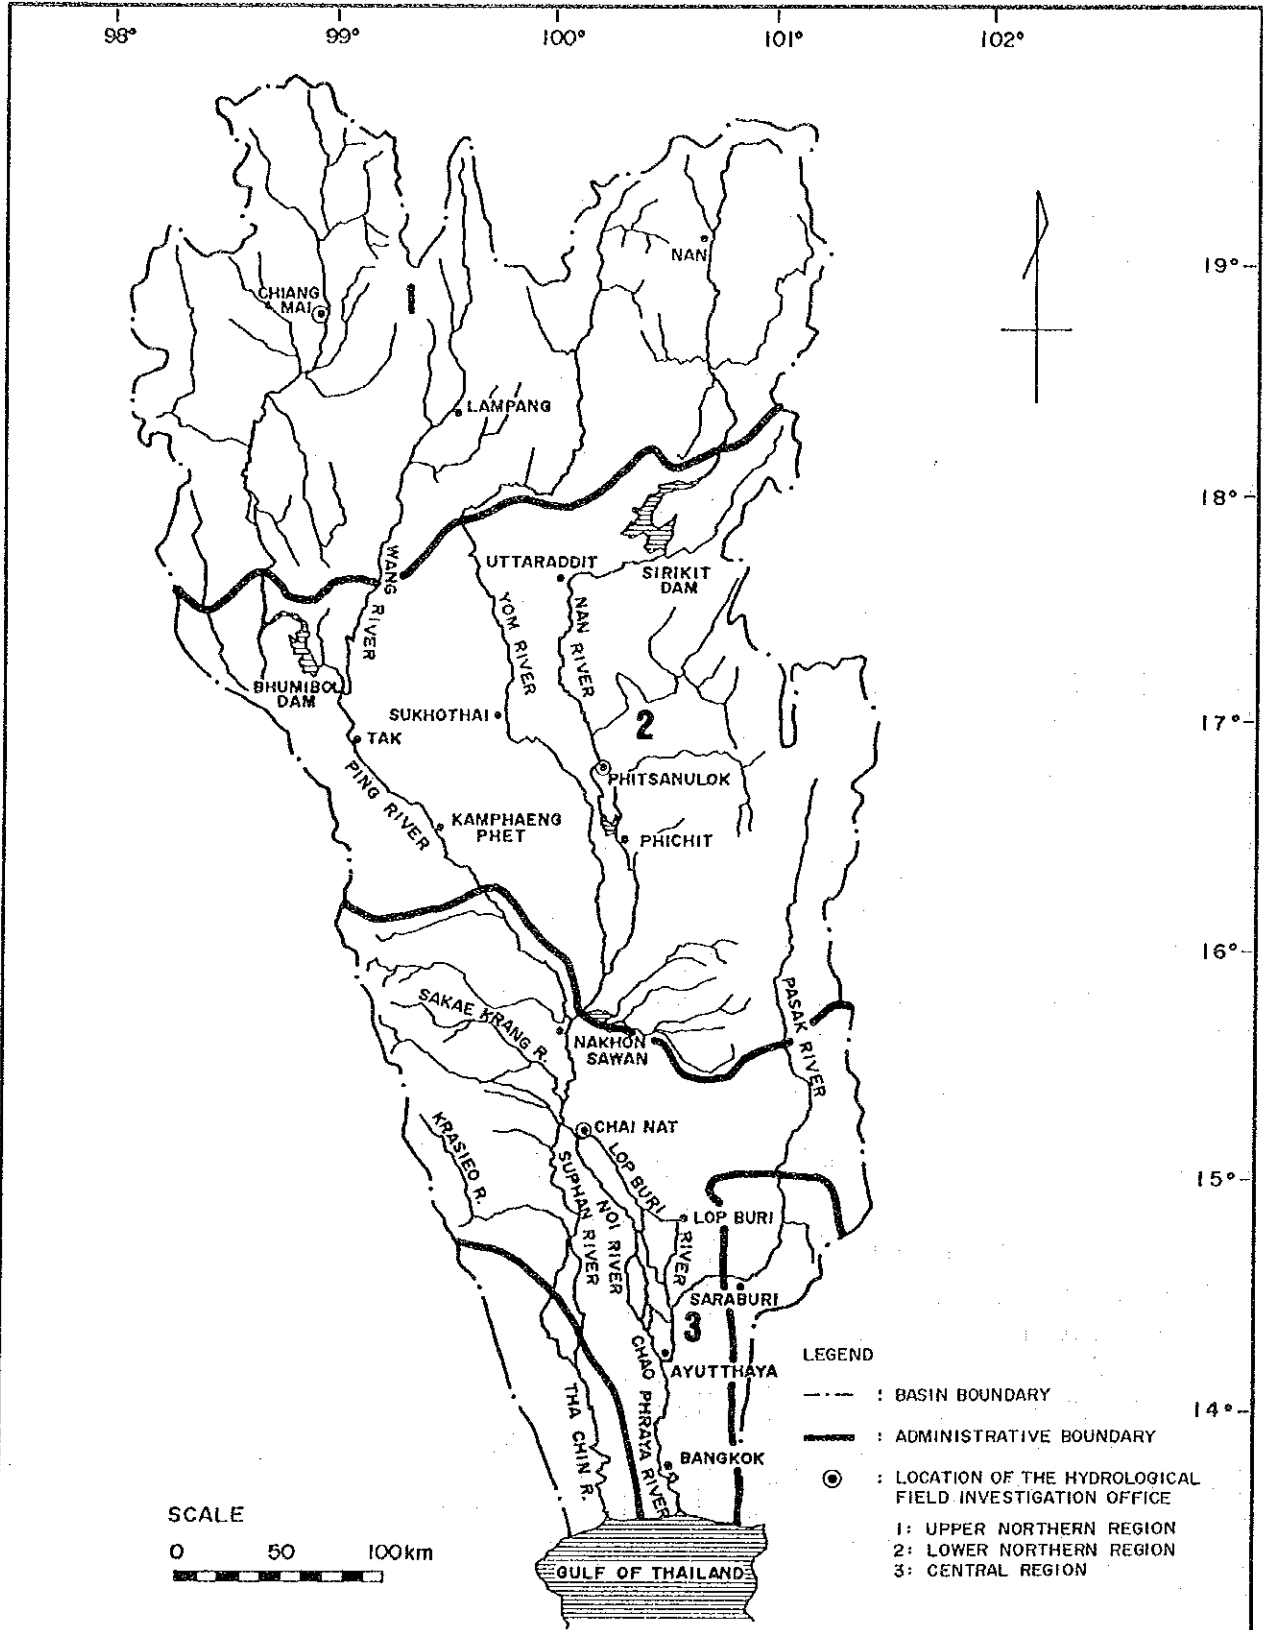 98°
99°
100°
101°
102°
NAN
19°
CHIANG
MAI
1
LAMPANG
18°
WANG RIVER
UTTARADDIT
SIRIKIT
DAM
YOM RIVER
NAN RIVER
BHUMIBOL
DAM
SUKHOTHAI
2
17°
TAK
PHITSANULOK
PING RIVER
KAMPHAENG
PHET
PHICHIT
16°
SAKAE KRANG R.
PASAK RIVER
NAKHON
SAWAN
KRASIEO R.
CHAI NAT
LOP BURI RIVER
SUPHAN RIVER
NOI RIVER
15°
LOP BURI
SARABURI
3
CHAO PHRAYA RIVER
AYUTTHAYA
THA CHIN R.
BANGKOK
14°
LEGEND
: BASIN BOUNDARY
: ADMINISTRATIVE BOUNDARY
: LOCATION OF THE HYDROLOGICAL
FIELD INVESTIGATION OFFICE
1: UPPER NORTHERN REGION
2: LOWER NORTHERN REGION
3: CENTRAL REGION
SCALE
0 50 100km
GULF OF THAILAND